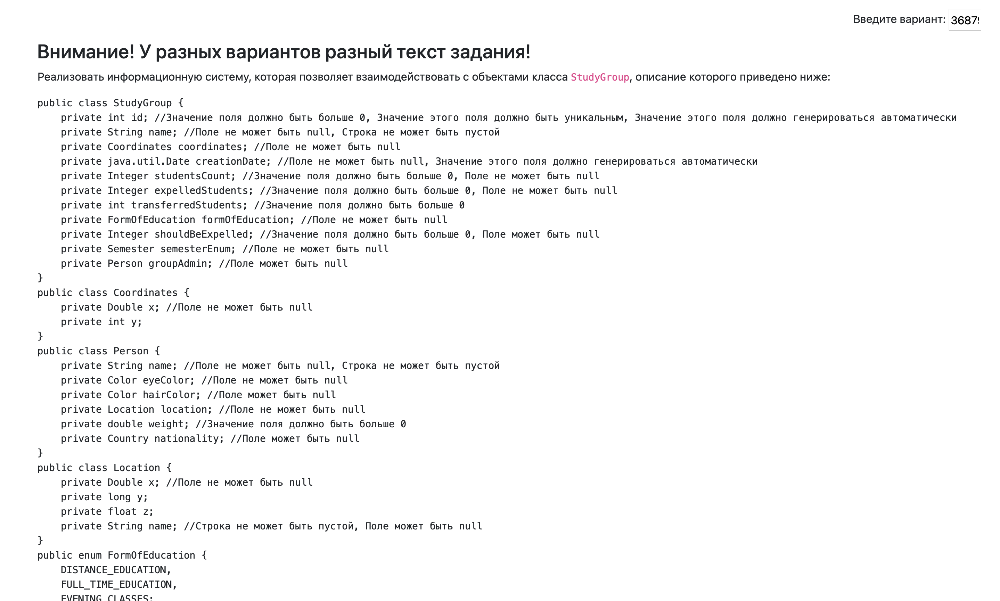 Введите вариант: 3687
Внимание! У разных вариантов разный текст задания!
Реализовать информационную систему, которая позволяет взаимодействовать с объектами класса StudyGroup, описание которого приведено ниже:
public class StudyGroup {
    private int id; //Значение поля должно быть больше 0, Значение этого поля должно быть уникальным, Значение этого поля должно генерироваться автоматически
    private String name; //Поле не может быть null, Строка не может быть пустой
    private Coordinates coordinates; //Поле не может быть null
    private java.util.Date creationDate; //Поле не может быть null, Значение этого поля должно генерироваться автоматически
    private Integer studentsCount; //Значение поля должно быть больше 0, Поле не может быть null
    private Integer expelledStudents; //Значение поля должно быть больше 0, Поле не может быть null
    private int transferredStudents; //Значение поля должно быть больше 0
    private FormOfEducation formOfEducation; //Поле не может быть null
    private Integer shouldBeExpelled; //Значение поля должно быть больше 0, Поле может быть null
    private Semester semesterEnum; //Поле не может быть null
    private Person groupAdmin; //Поле может быть null
}
public class Coordinates {
    private Double x; //Поле не может быть null
    private int y;
}
public class Person {
    private String name; //Поле не может быть null, Строка не может быть пустой
    private Color eyeColor; //Поле не может быть null
    private Color hairColor; //Поле может быть null
    private Location location; //Поле не может быть null
    private double weight; //Значение поля должно быть больше 0
    private Country nationality; //Поле может быть null
}
public class Location {
    private Double x; //Поле не может быть null
    private long y;
    private float z;
    private String name; //Строка не может быть пустой, Поле может быть null
}
public enum FormOfEducation {
    DISTANCE_EDUCATION,
    FULL_TIME_EDUCATION,
    EVENING_CLASSES;